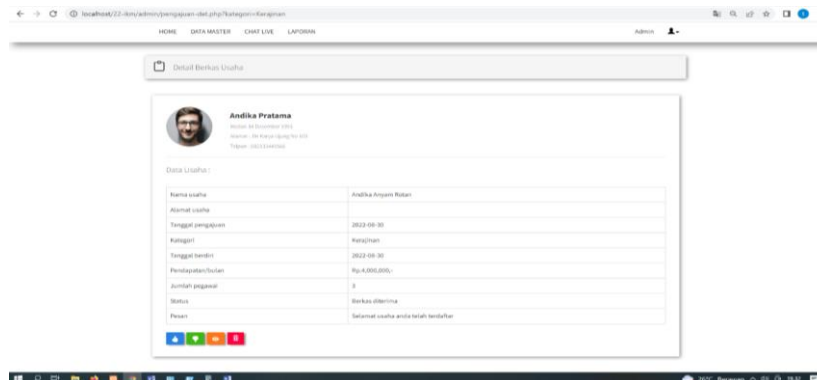 localhost/22-ikm/admin/pengajuan-det.php?kategori=Kerajinan
HOME DATA MASTER CHAT LIVE LAPORAN Admin
Detail Berkas Usaha
Andika Pratama
Data Usaha :
Nama usaha Andika Anyam Rotan
Alamat usaha
Tanggal pengajuan 2022-08-30
Kategori Kerajinan
Tanggal berdiri 2022-08-30
Pendapatan/bulan Rp.4,000,000,-
Jumlah pegawai 3
Status Berkas diterima
Pesan Selamat usaha anda telah terdaftar